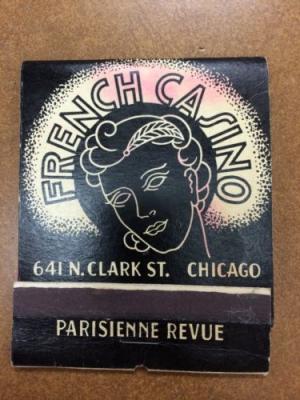 FRENCH CASINO
641 N. CLARK ST. CHICAGO
PARISIENNE REVUE